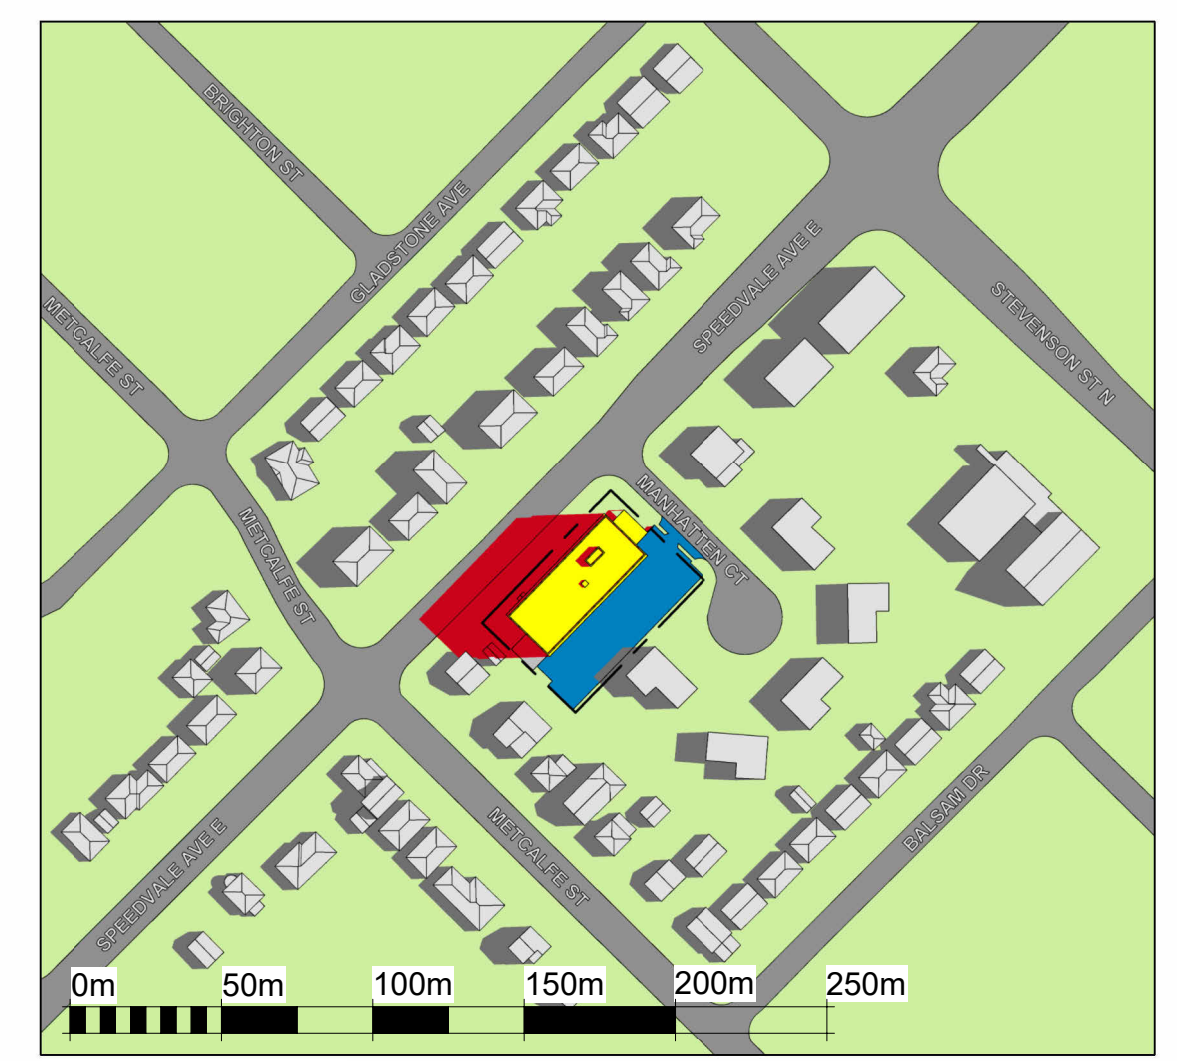 BRIGHTON ST
GLADSTONE AVE
METCALFE ST
SPEEDVALE AVE E
STEVENSON ST N
MANHATTEN CT
METCALFE ST
BALSAM DR
METCALFE ST
SPEEDVALE AVE E
0m 50m 100m 150m 200m 250m